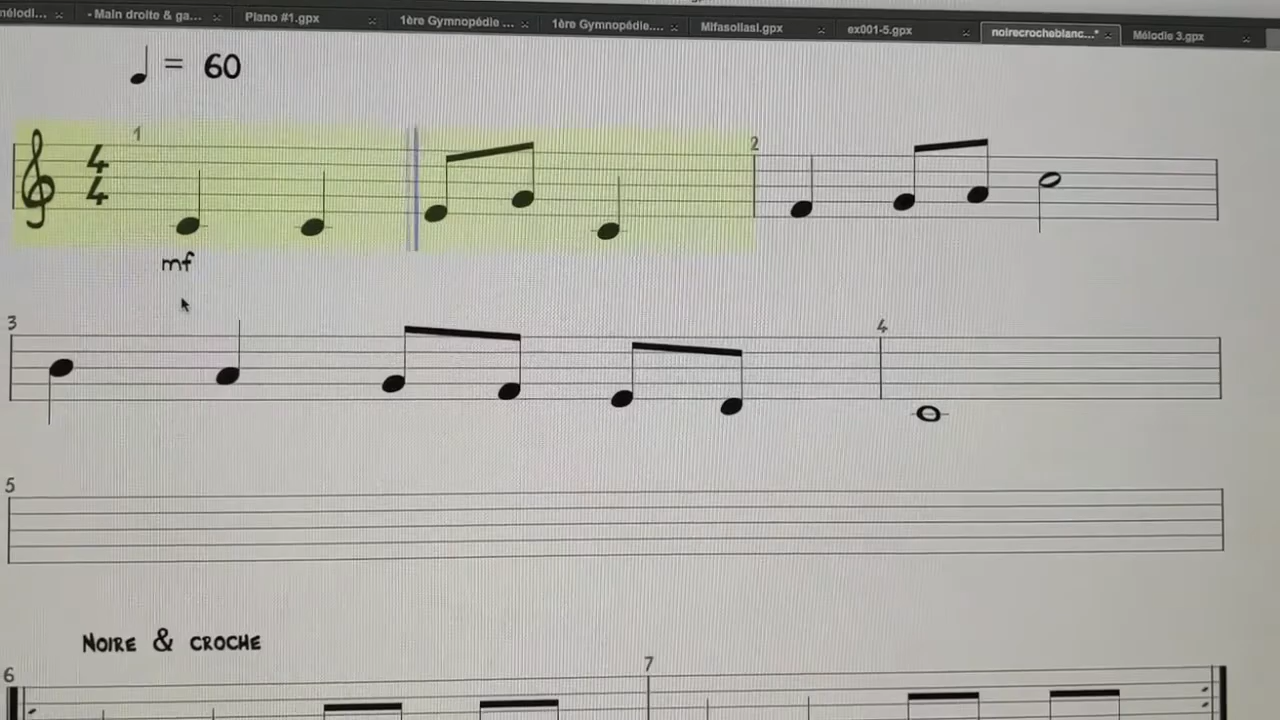 mélodi... - Main droite & ga... Piano #1.gpx 1ère Gymnopédie ... 1ère Gymnopédie.... Mifasollasi.gpx ex001-5.gpx noirecrocheblanc...* Mélodie 3.gpx
= 60
1 2
4
4
mf
3 4
5
NOIRE & CROCHE
6 7